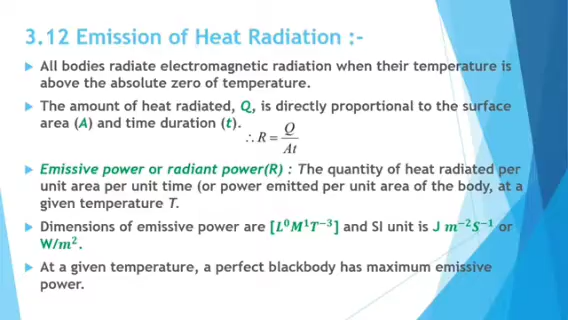 3.12 Emission of Heat Radiation :-
All bodies radiate electromagnetic radiation when their temperature is
above the absolute zero of temperature.
The amount of heat radiated, Q, is directly proportional to the surface
area (A) and time duration (t).
∴ R = Q/At
Emissive power or radiant power(R) : The quantity of heat radiated per
unit area per unit time (or power emitted per unit area of the body, at a
given temperature T.
Dimensions of emissive power are [L⁰M¹T⁻³] and SI unit is J m⁻²S⁻¹ or
W/m².
At a given temperature, a perfect blackbody has maximum emissive
power.